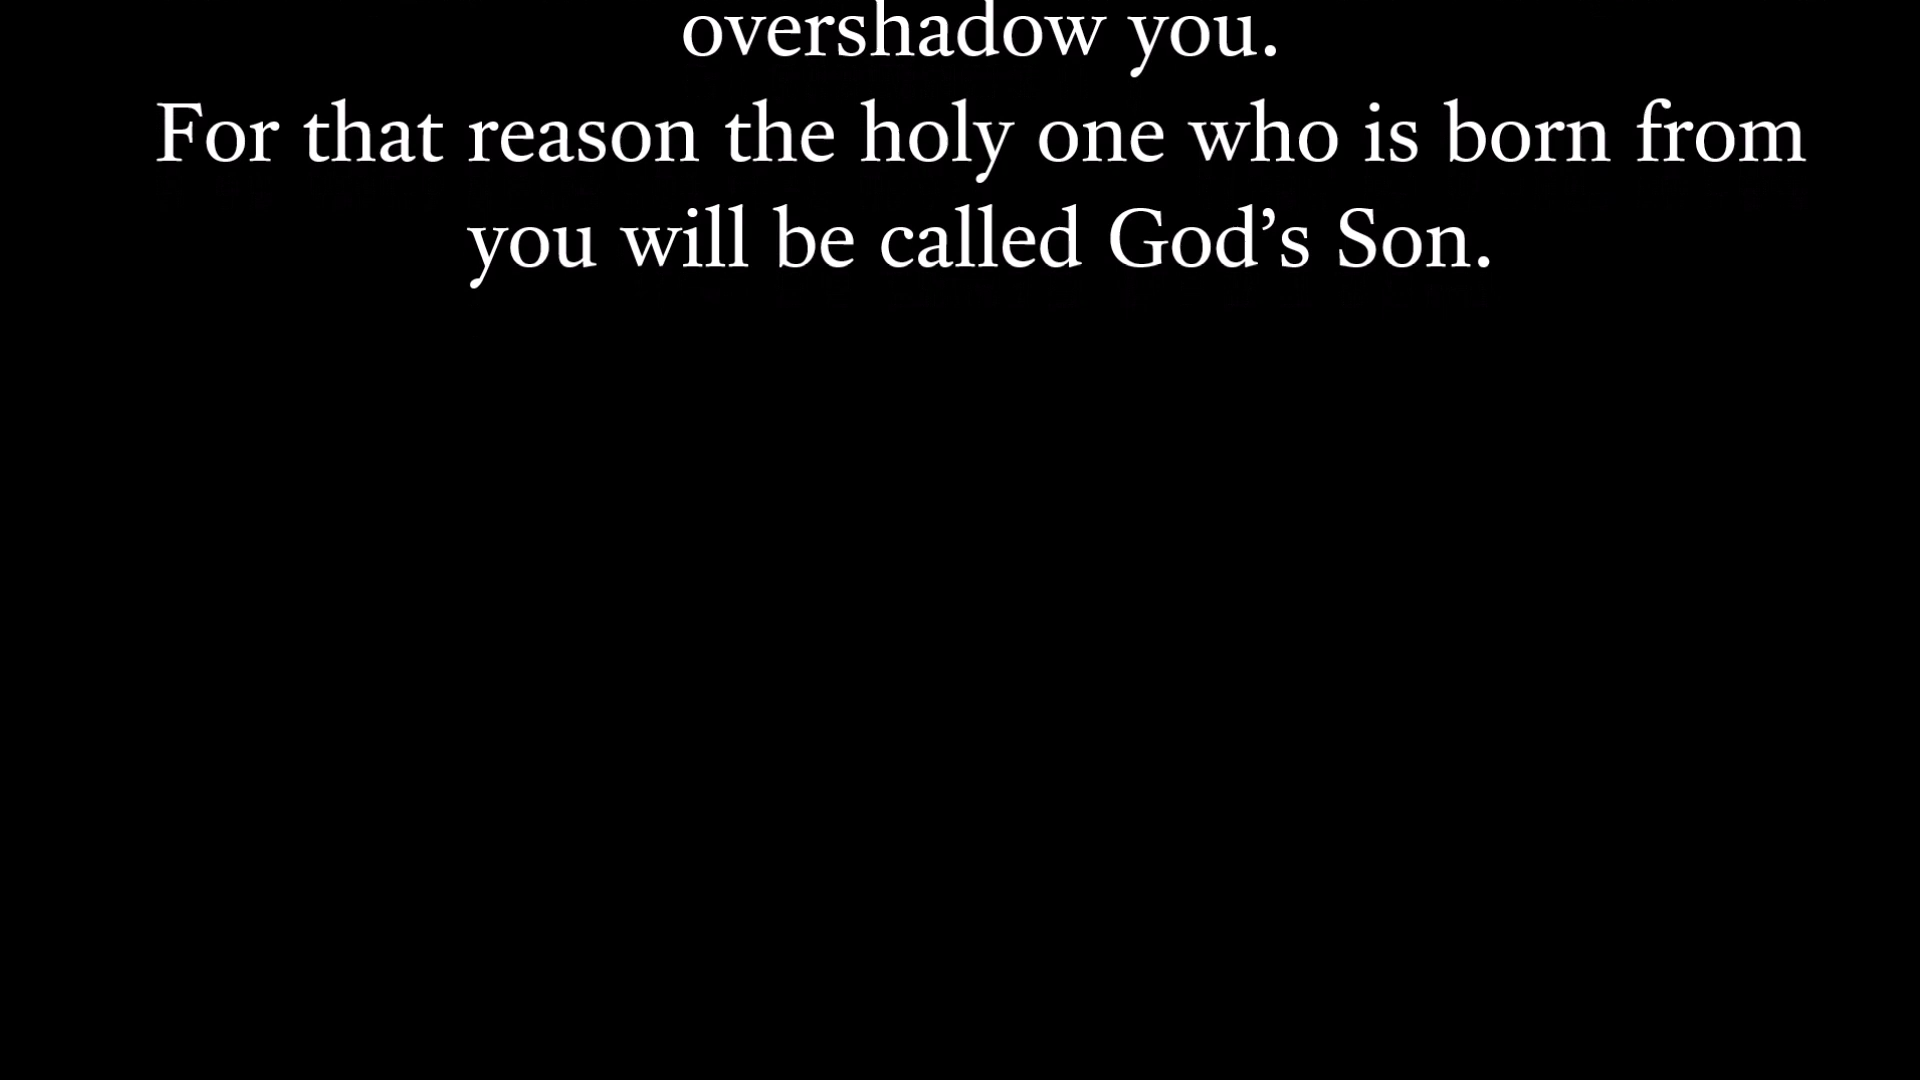 overshadow you.
For that reason the holy one who is born from
you will be called God’s Son.